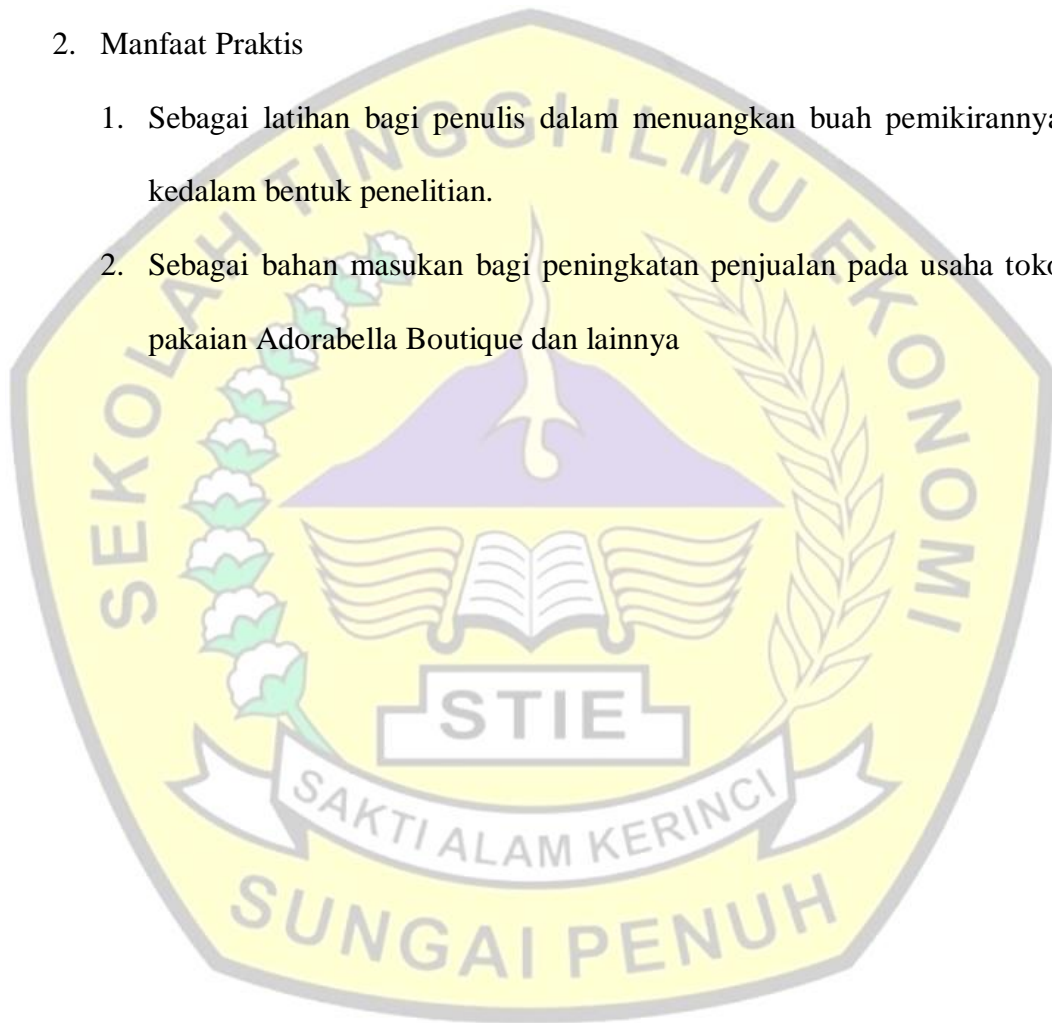 2. Manfaat Praktis
1. Sebagai latihan bagi penulis dalam menuangkan buah pemikirannya
kedalam bentuk penelitian.
2. Sebagai bahan masukan bagi peningkatan penjualan pada usaha toko
pakaian Adorabella Boutique dan lainnya
SEKOLAH TINGGI ILMU EKONOMI
STIE
SAKTI ALAM KERINCI
SUNGAI PENUH